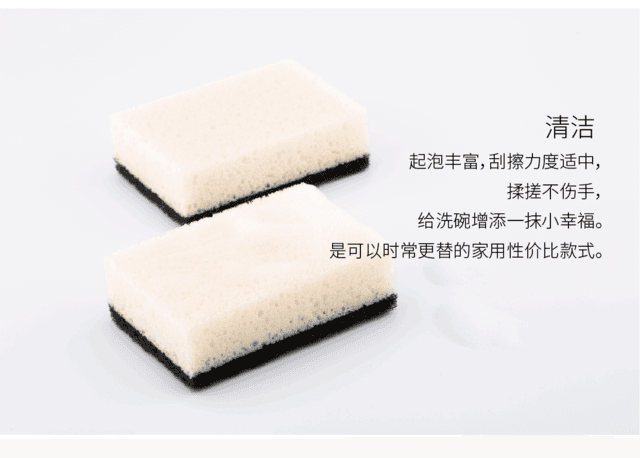 清洁
起泡丰富,刮擦力度适中,
揉搓不伤手,
给洗碗增添一抹小幸福。
是可以时常更替的家用性价比款式。